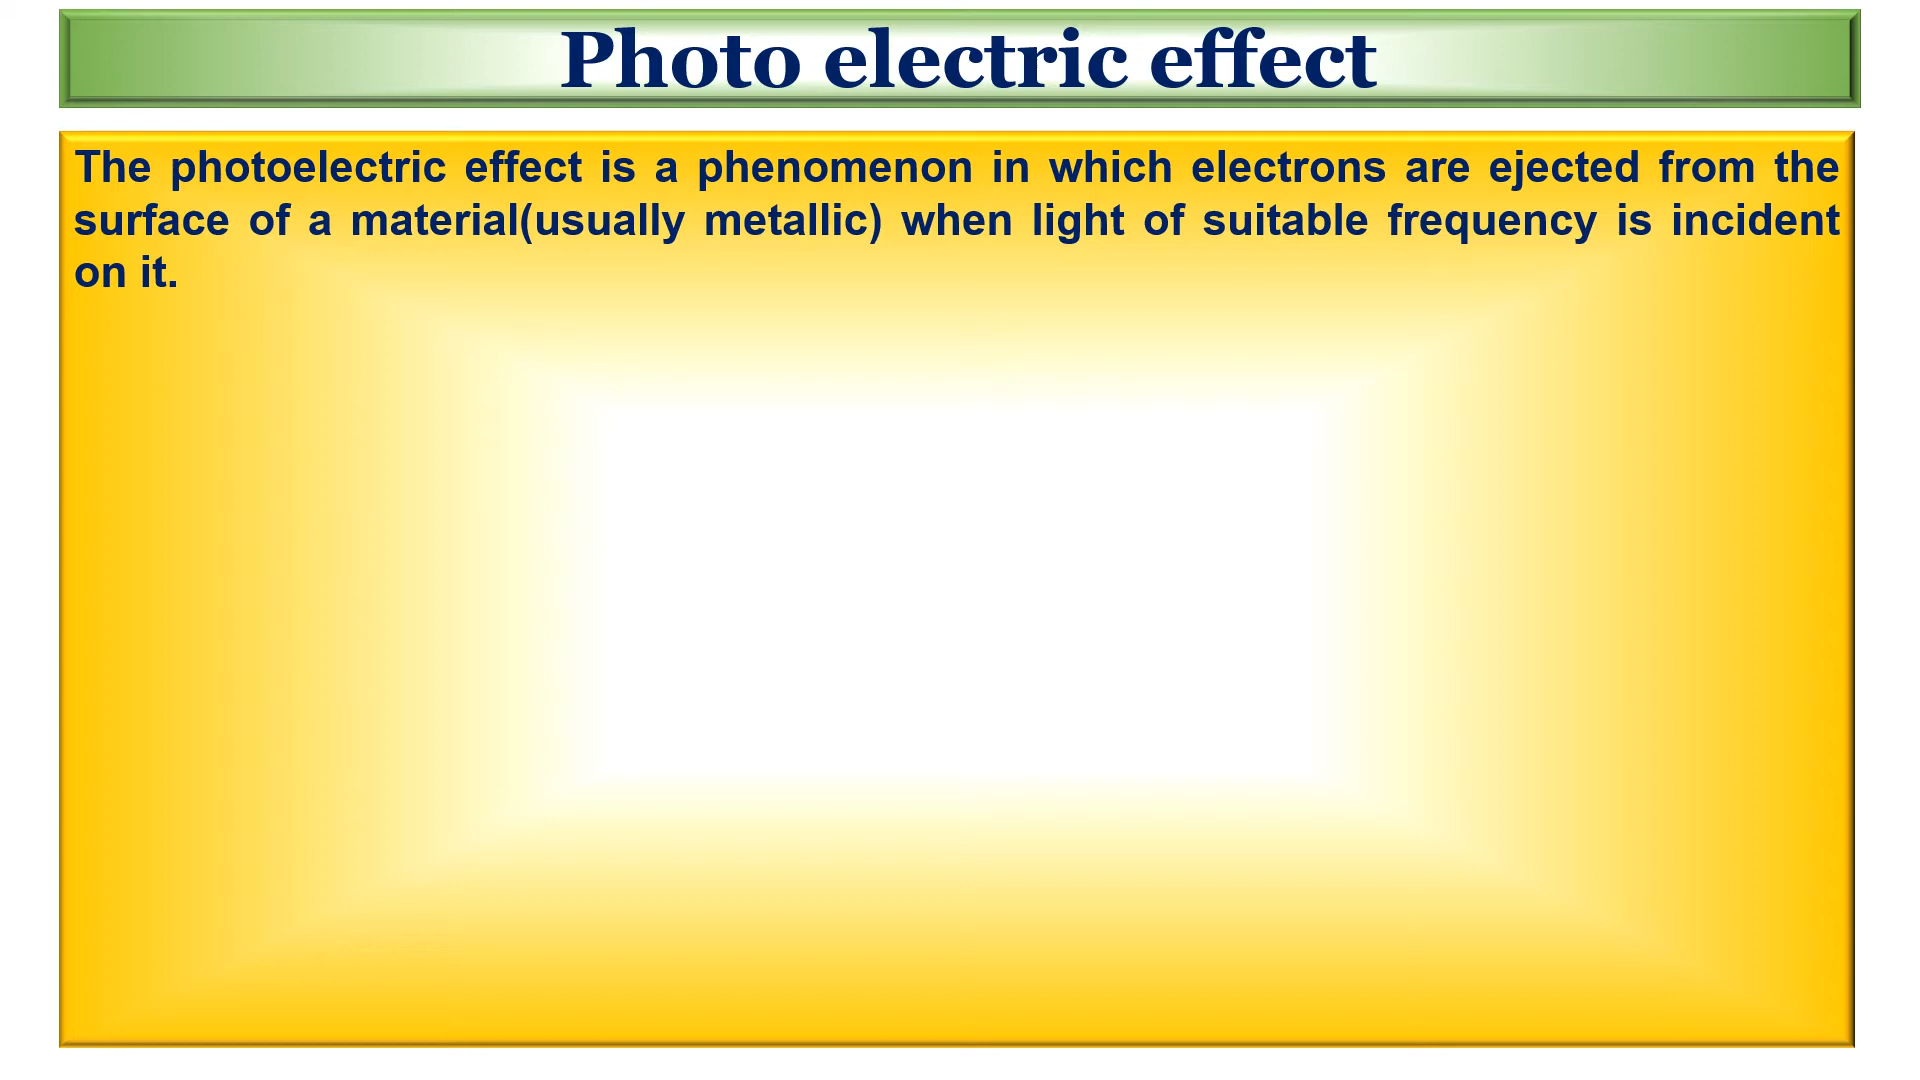 Photo electric effect
The photoelectric effect is a phenomenon in which electrons are ejected from the
surface of a material(usually metallic) when light of suitable frequency is incident
on it.